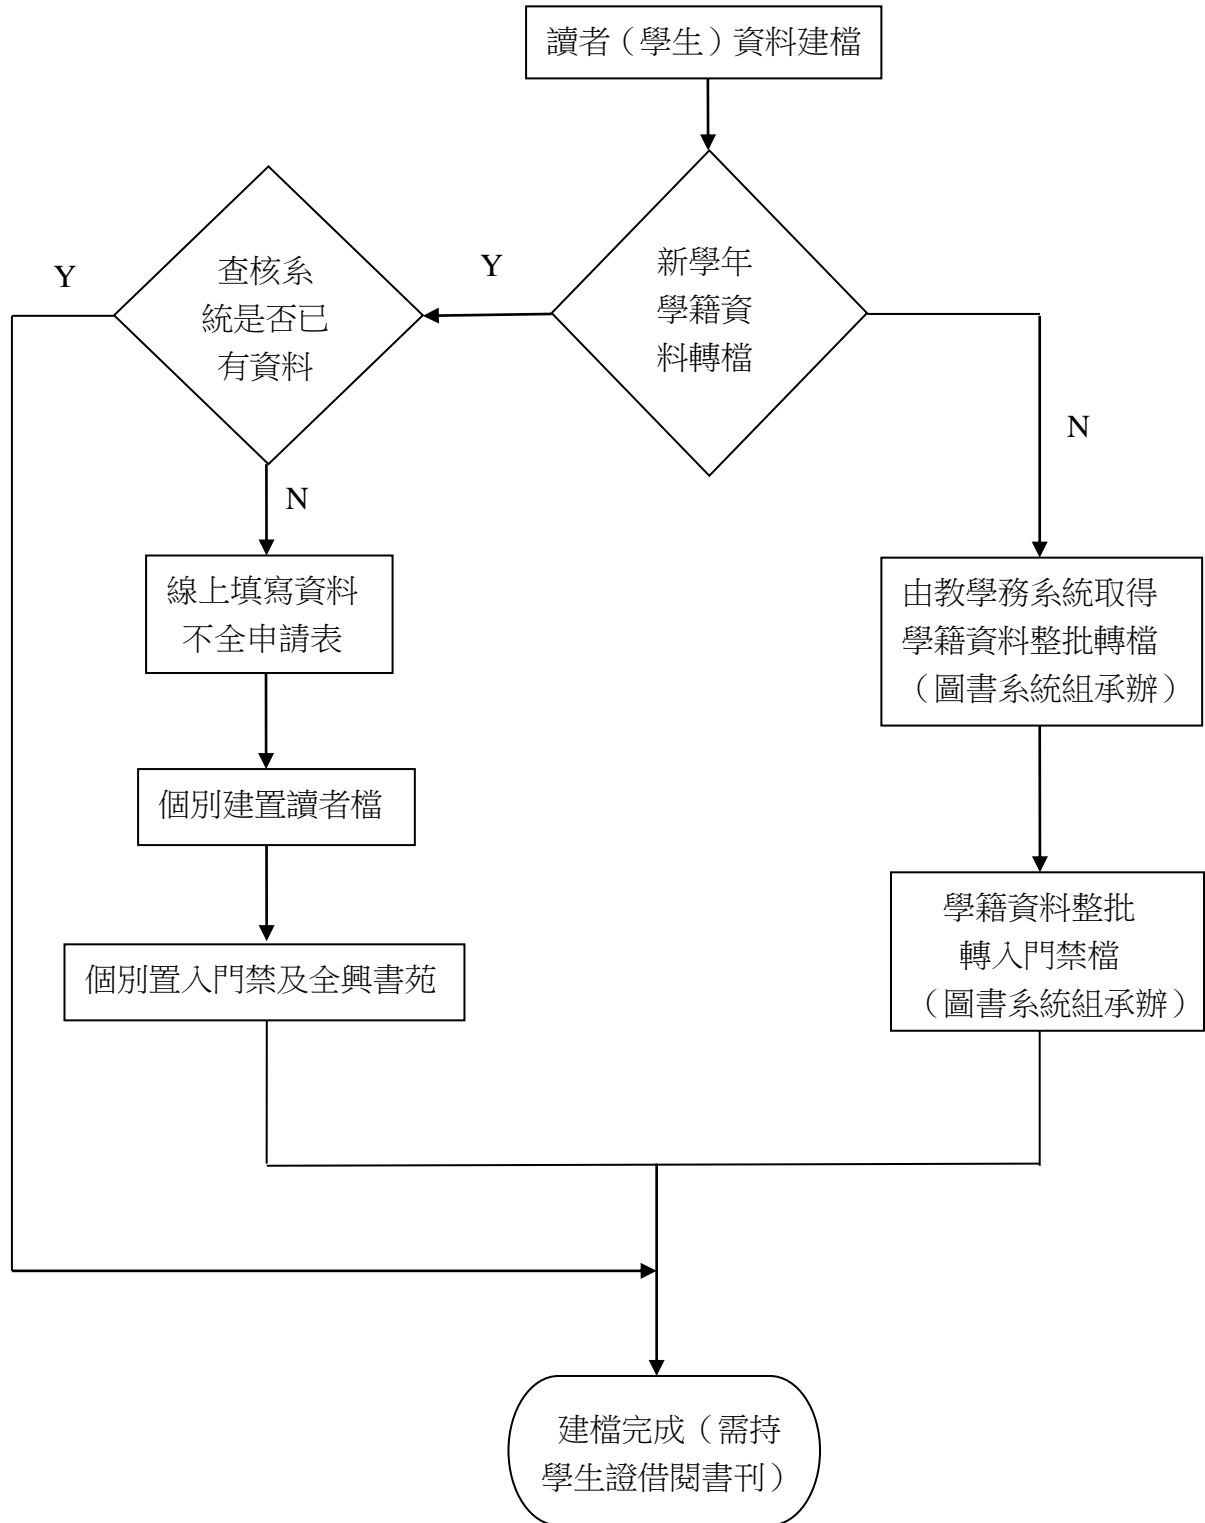 讀者（學生）資料建檔
新學年
學籍資
料轉檔
Y
N
查核系
統是否已
有資料
Y
N
線上填寫資料
不全申請表
個別建置讀者檔
個別置入門禁及全興書苑
由教學務系統取得
學籍資料整批轉檔
（圖書系統組承辦）
學籍資料整批
轉入門禁檔
（圖書系統組承辦）
建檔完成（需持
學生證借閱書刊）